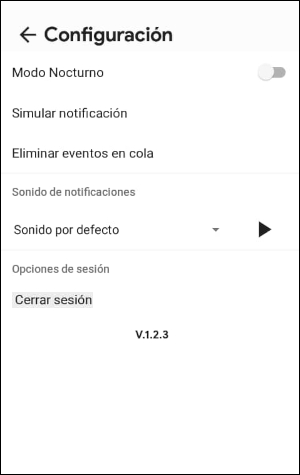 Configuración
Modo Nocturno
Simular notificación
Eliminar eventos en cola
Sonido de notificaciones
Sonido por defecto
Opciones de sesión
Cerrar sesión
V.1.2.3